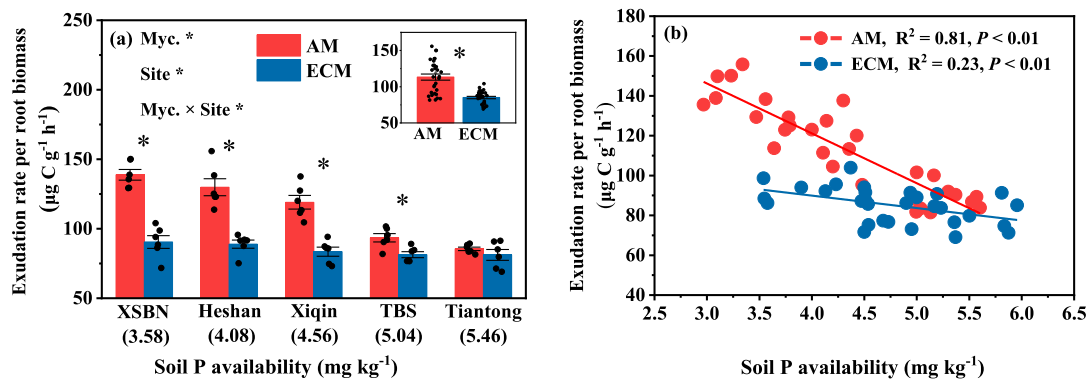 Exudation rate per root biomass
(μg C g⁻¹ h⁻¹)
250
200
150
100
50
(a)
Myc. *
Site *
Myc. × Site *
AM
ECM
150
125
100
75
50
*
AM
ECM
*
*
*
*
XSBN
Heshan
Xiqin
TBS
Tiantong
(3.58)
(4.08)
(4.56)
(5.04)
(5.46)
Soil P availability (mg kg⁻¹)
Exudation rate per root biomass
(μg C g⁻¹ h⁻¹)
180
160
140
120
100
80
60
40
(b)
AM, R² = 0.81, P < 0.01
ECM, R² = 0.23, P < 0.01
2.5
3.0
3.5
4.0
4.5
5.0
5.5
6.0
6.5
Soil P availability (mg kg⁻¹)